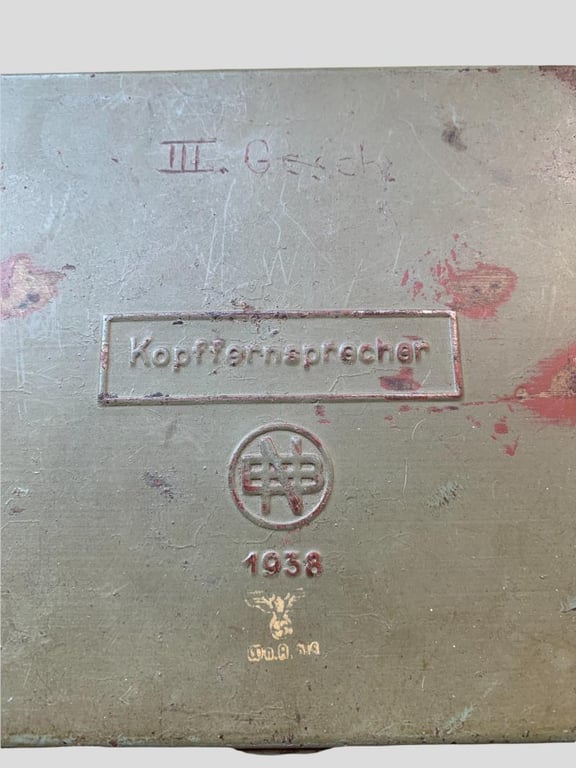 III. Gesch.
Kopffernsprecher
1938